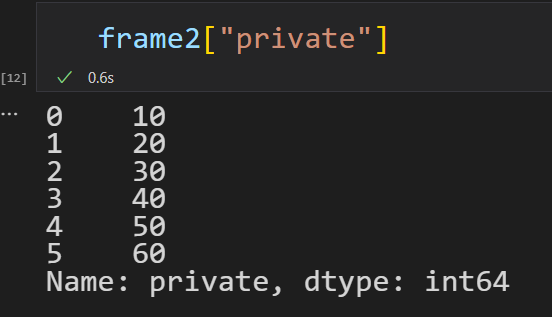 frame2["private"]
[12] ✓ 0.6s
...
0 10
1 20
2 30
3 40
4 50
5 60
Name: private, dtype: int64